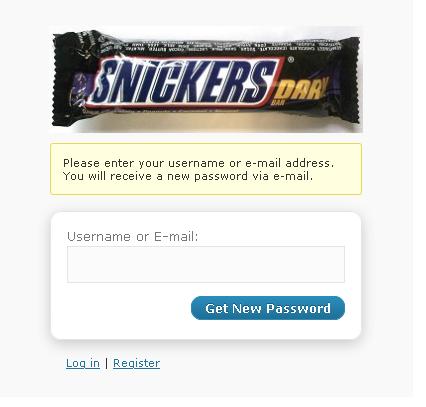 SNICKERS®
DARK
BAR
Please enter your username or e-mail address.
You will receive a new password via e-mail.
Username or E-mail:
Get New Password
Log in | Register